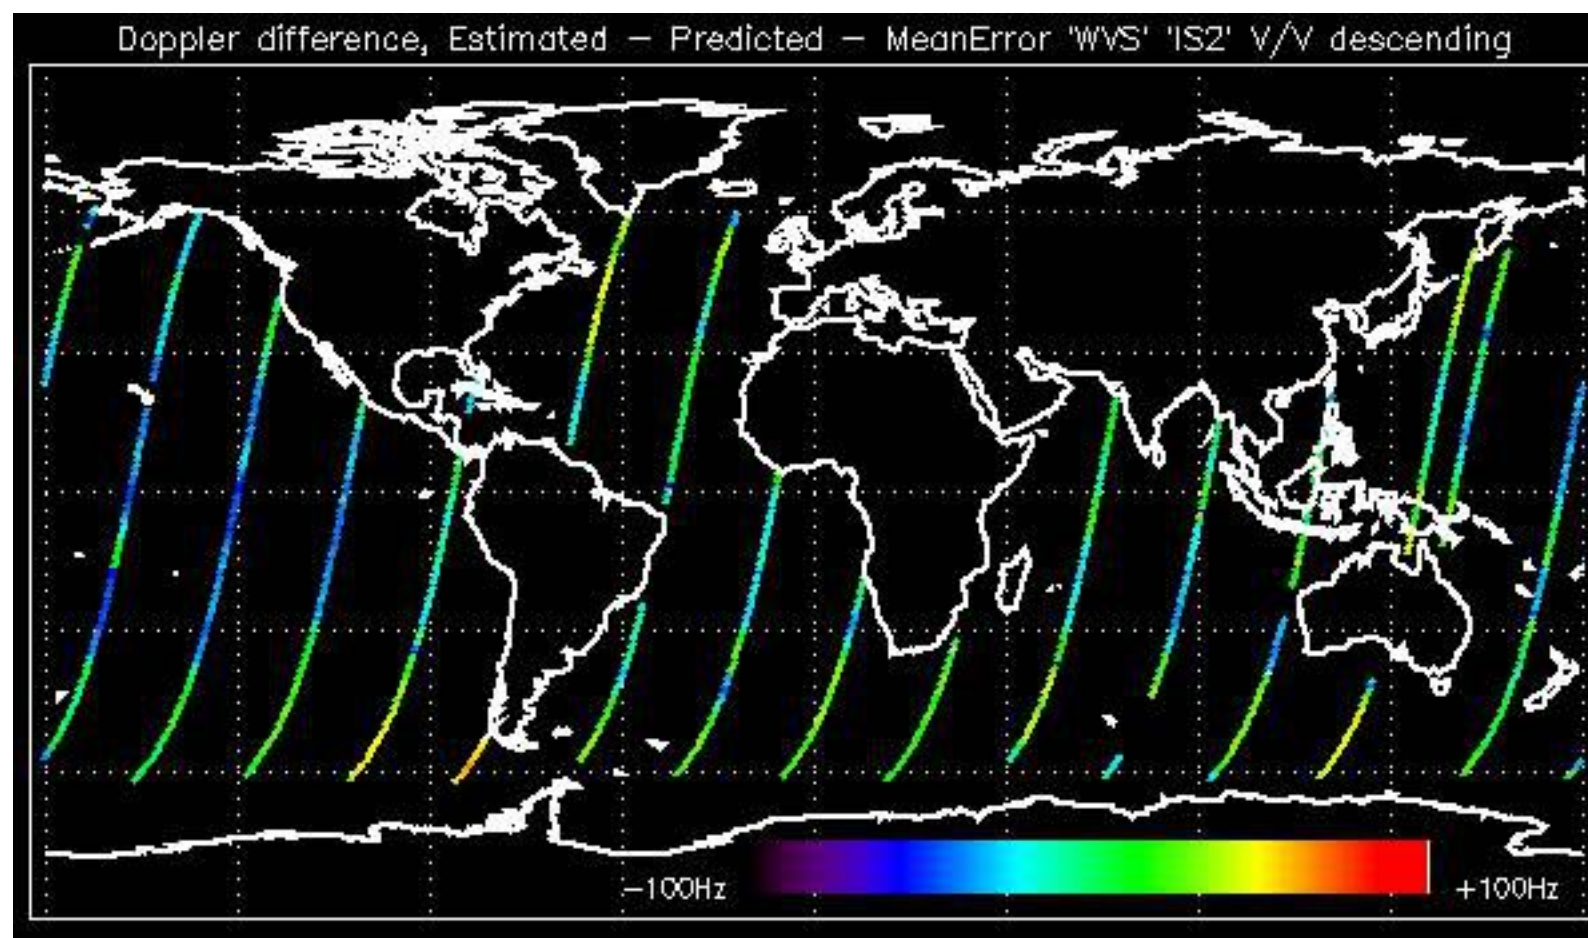 Doppler difference, Estimated — Predicted — MeanError 'WVS' 'IS2' V/V descending
−100Hz +100Hz